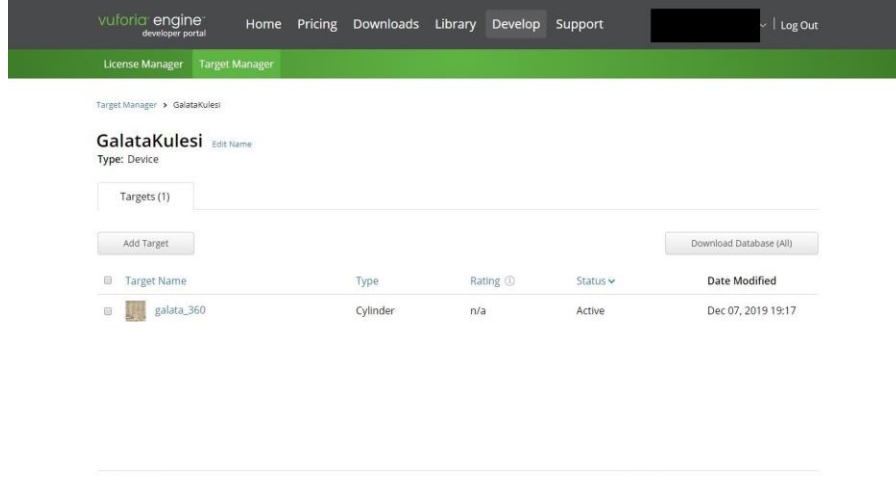 vuforia engine Home Pricing Downloads Library Develop Support Log Out
developer portal
License Manager Target Manager
Target Manager > GalataKulesi
GalataKulesi Edit Name
Type: Device
Targets (1)
Add Target Download Database (All)
Target Name Type Rating Status Date Modified
galata_360 Cylinder n/a Active Dec 07, 2019 19:17